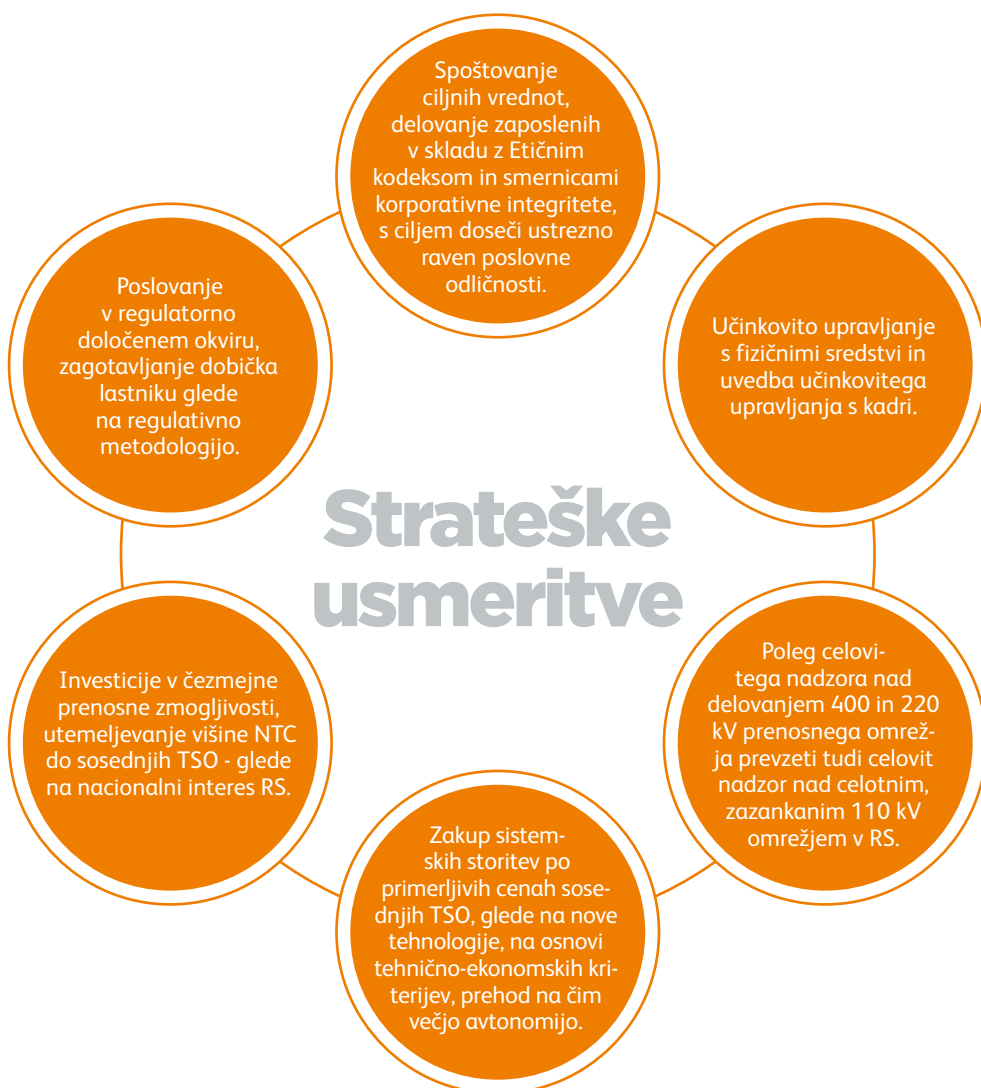 Spoštovanje
ciljnih vrednot,
delovanje zaposlenih
v skladu z Etičnim
kodeksom in smernicami
korporativne integritete,
s ciljem doseči ustrezno
raven poslovne
odličnosti.
Učinkovito upravljanje
s fizičnimi sredstvi in
uvedba učinkovitega
upravljanja s kadri.
Poleg celovi-
tega nadzora nad
delovanjem 400 in 220
kV prenosnega omrež-
ja prevzeti tudi celovit
nadzor nad celotnim,
zazankanim 110 kV
omrežjem v RS.
Zakup sistem-
skih storitev po
primerljivih cenah sose-
dnjih TSO, glede na nove
tehnologije, na osnovi
tehnično-ekonomskih kri-
terijev, prehod na čim
večjo avtonomijo.
Investicije v čezmejne
prenosne zmogljivosti,
utemeljevanje višine NTC
do sosednjih TSO - glede
na nacionalni interes RS.
Poslovanje
v regulatorno
določenem okviru,
zagotavljanje dobička
lastniku glede
na regulativno
metodologijo.
Strateške
usmeritve